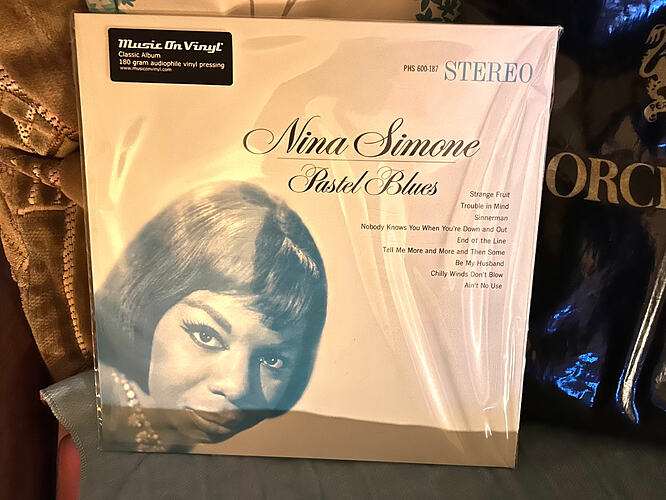 Music On Vinyl
Classic Album
180 gram audiophile vinyl pressing
www.musiconvinyl.com
PHS 600-187 STEREO
Nina Simone
Pastel Blues
Strange Fruit
Trouble in Mind
Sinnerman
Nobody Knows You When You're Down and Out
End of the Line
Tell Me More and More and Then Some
Be My Husband
Chilly Winds Don't Blow
Ain't No Use
ORC